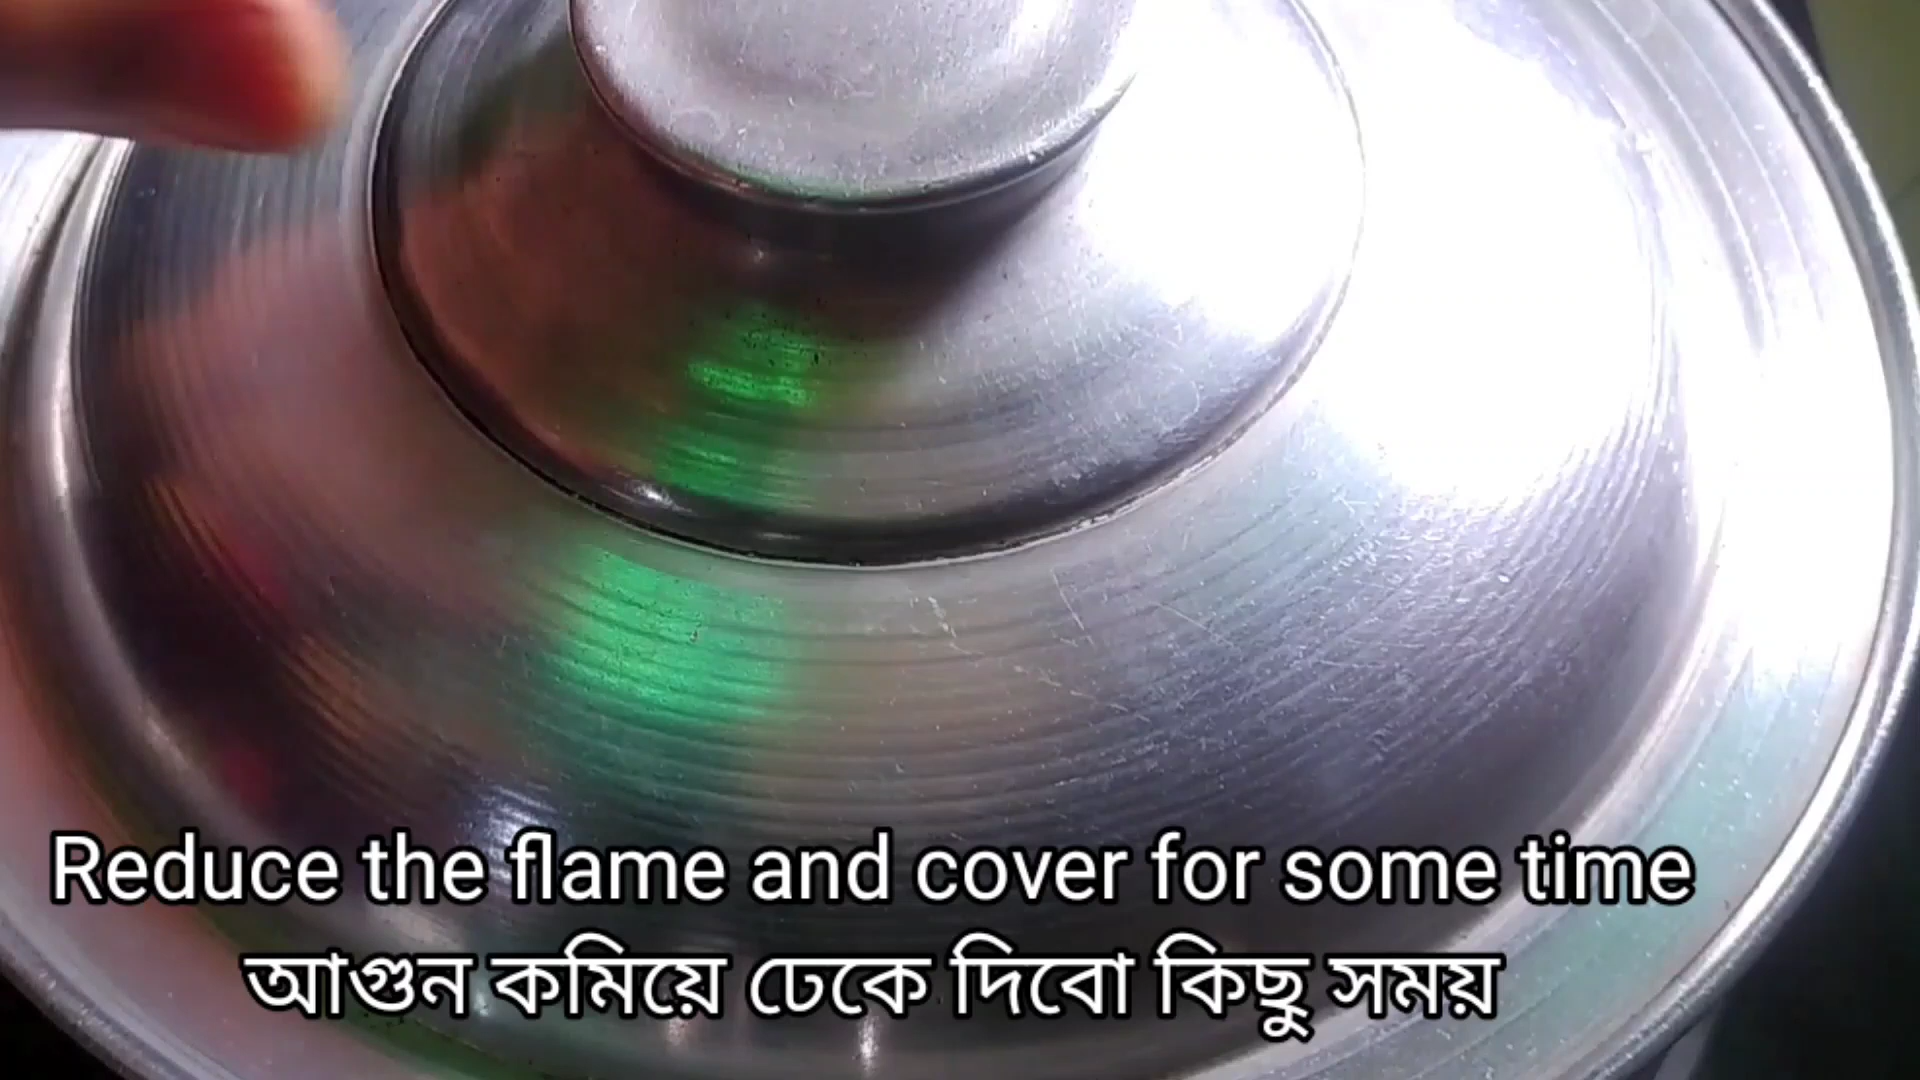 Reduce the flame and cover for some time
আগুন কমিয়ে ঢেকে দিবো কিছু সময়